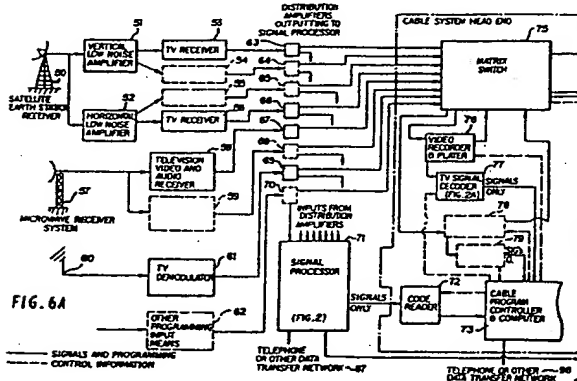 DISTRIBUTION
AMPLIFIERS
OUTPUTTING TO
SIGNAL PROCESSOR
CABLE SYSTEM HEAD END
51
VERTICAL
LOW NOISE
AMPLIFIER
53
TV RECEIVER
54
63
64
65
75
MATRIX
SWITCH
50
SATELLITE
EARTH STATION
RECEIVER
52
HORIZONTAL
LOW NOISE
AMPLIFIER
TV RECEIVER
66
67
VIDEO
RECORDER
& PLAYER
76
77
TV SIGNAL
DECODER
(FIG. 2A)
SIGNALS
ONLY
57
MICROWAVE RECEIVER
SYSTEM
TELEVISION
VIDEO AND
AUDIO
RECEIVER
58
59
69
70
78
79
INPUTS FROM
DISTRIBUTION
AMPLIFIERS
60
TV
DEMODULATOR
61
71
SIGNAL
PROCESSOR
(FIG. 2)
SIGNALS
ONLY
72
CODE
READER
CABLE PROGRAM
CONTROLLER
& COMPUTER
73
FIG. 6A
OTHER
PROGRAMMING
INPUT
MEANS
62
SIGNALS AND PROGRAMMING
CONTROL INFORMATION
TELEPHONE
OR OTHER DATA
TRANSFER NETWORK
TELEPHONE OR OTHER
DATA TRANSFER NETWORK